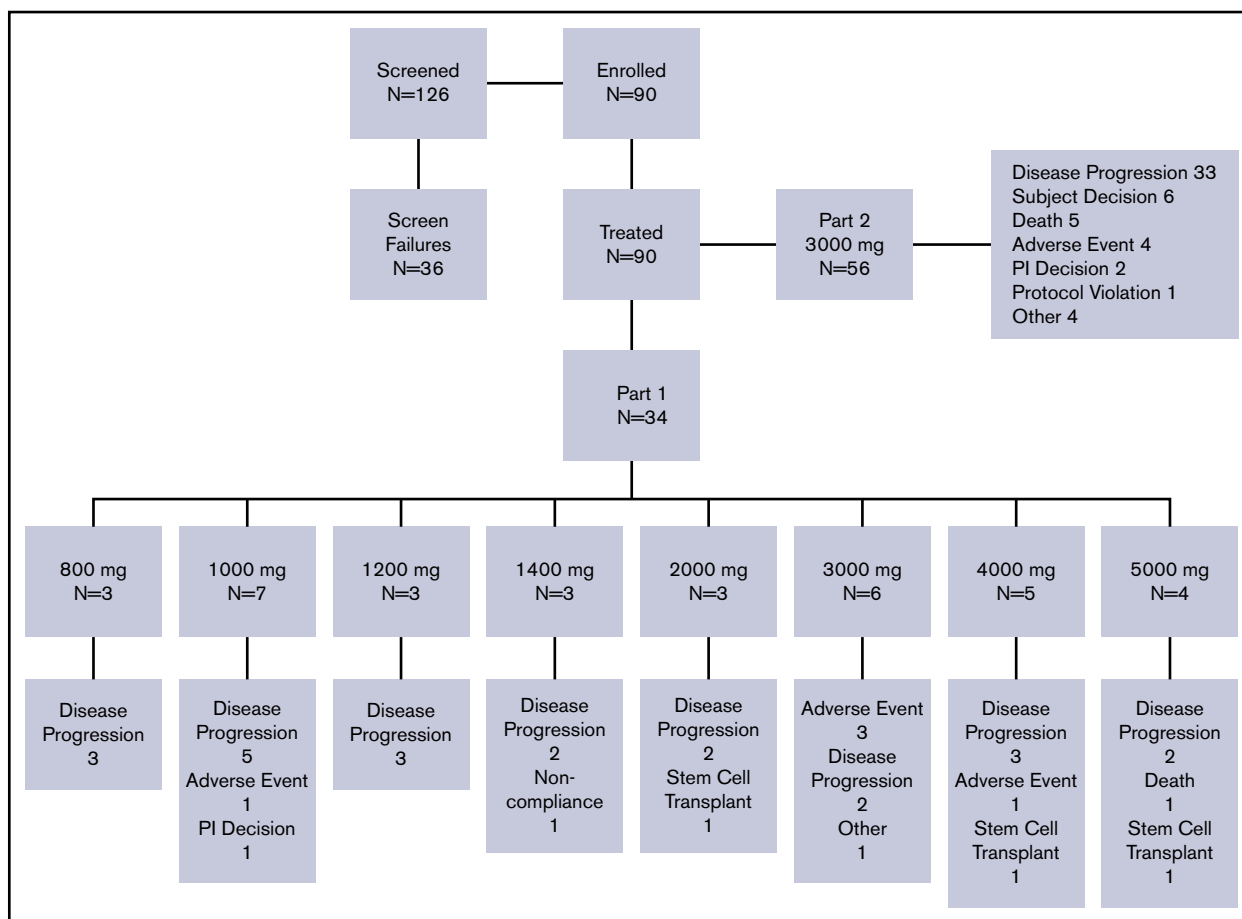 Screened
N=126
Enrolled
N=90
Screen
Failures
N=36
Treated
N=90
Part 2
3000 mg
N=56
Disease Progression 33
Subject Decision 6
Death 5
Adverse Event 4
PI Decision 2
Protocol Violation 1
Other 4
Part 1
N=34
800 mg
N=3
1000 mg
N=7
1200 mg
N=3
1400 mg
N=3
2000 mg
N=3
3000 mg
N=6
4000 mg
N=5
5000 mg
N=4
Disease
Progression
3
Disease
Progression
5
Adverse Event
1
PI Decision
1
Disease
Progression
3
Disease
Progression
2
Non-
compliance
1
Disease
Progression
2
Stem Cell
Transplant
1
Adverse Event
3
Disease
Progression
2
Other
1
Disease
Progression
3
Adverse Event
1
Stem Cell
Transplant
1
Disease
Progression
2
Death
1
Stem Cell
Transplant
1